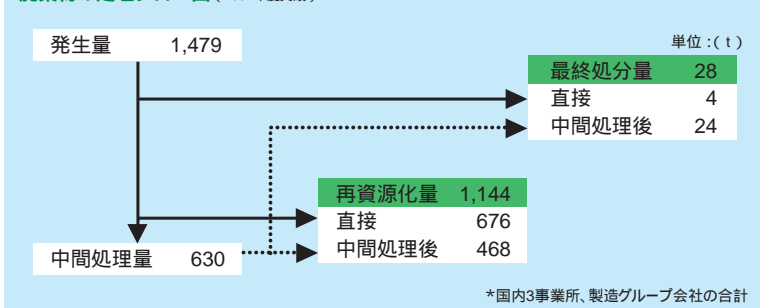 単位:(t)
発生量 1,479
最終処分量 28
直接 4
中間処理後 24
再資源化量 1,144
直接 676
中間処理後 468
中間処理量 630
*国内3事業所、製造グループ会社の合計